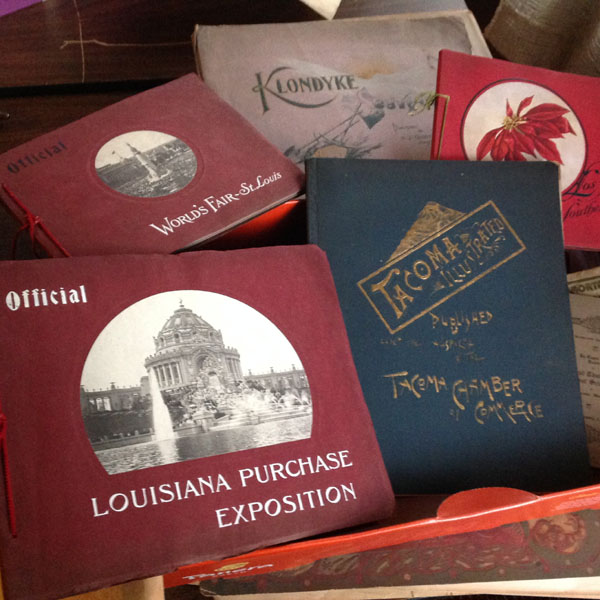 Official
WORLD'S FAIR-ST. LOUIS
KLONDYKE
Official
LOUISIANA PURCHASE
EXPOSITION
TACOMA
ILLUSTRATED
PUBLISHED
TACOMA CHAMBER
of COMMERCE